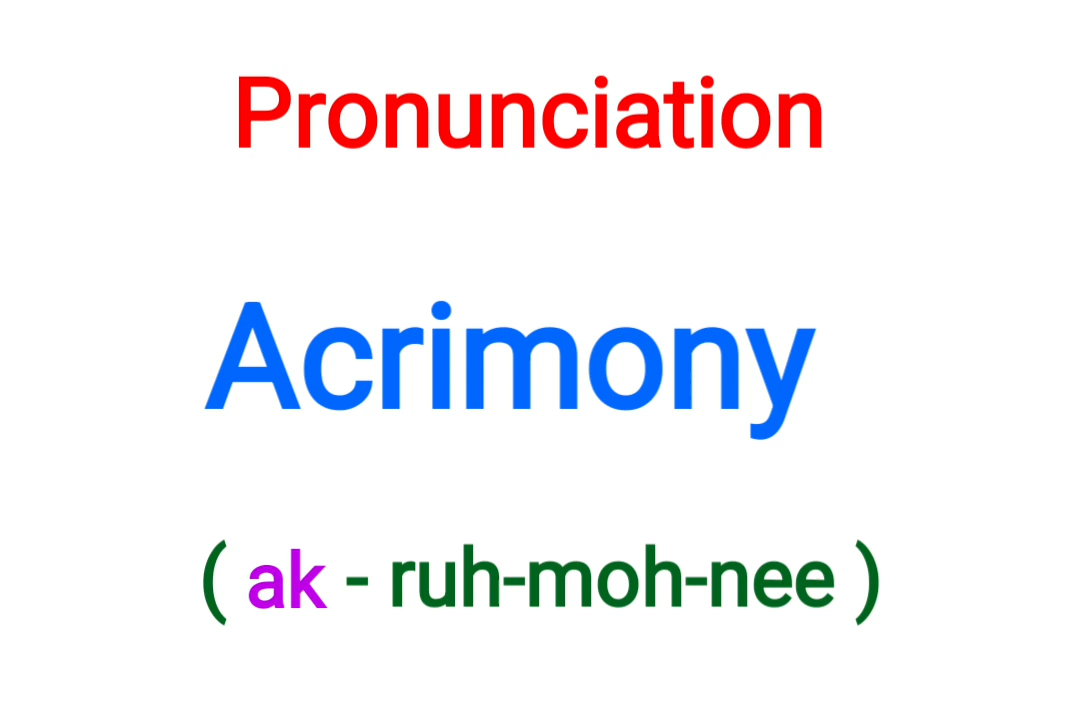 Pronunciation
Acrimony
( ak - ruh-moh-nee )